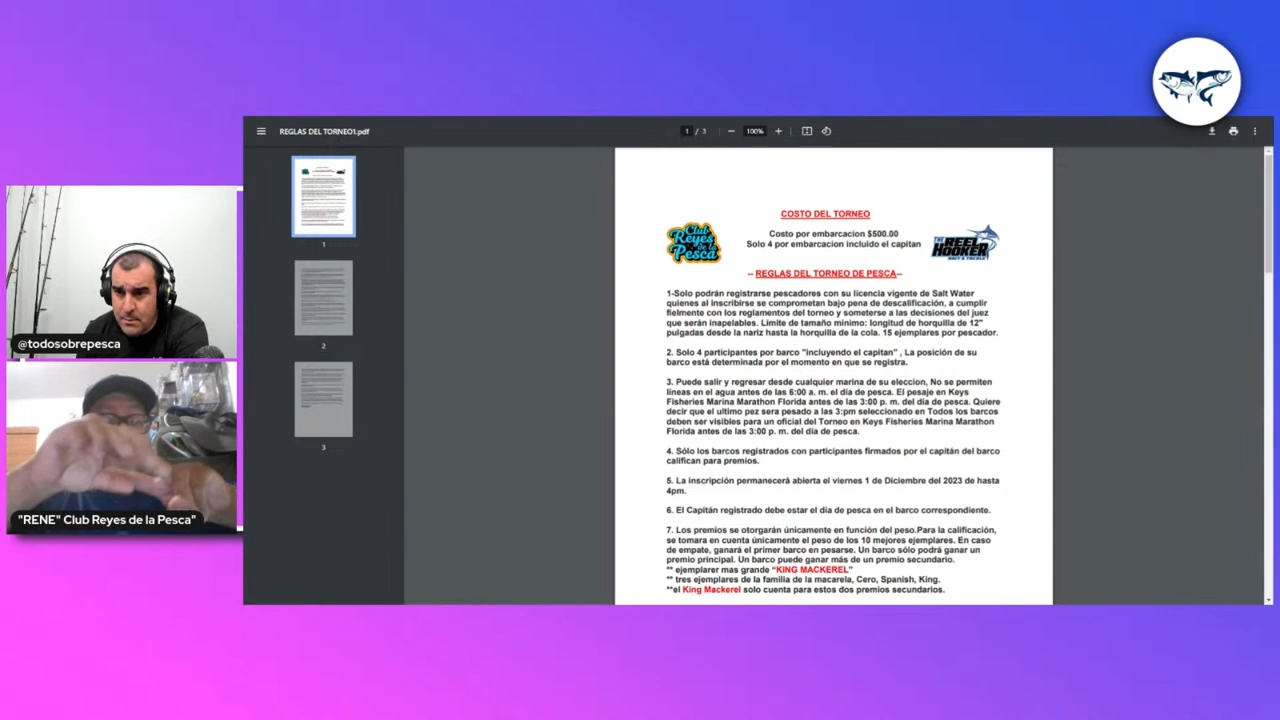 REGLAS DEL TORNEO1.pdf
1 / 3
100%
1
2
3
@todosobrepesca
"RENE" Club Reyes de la Pesca"
COSTO DEL TORNEO
Costo por embarcacion $500.00
Solo 4 por embarcacion incluido el capitan
Club
Reyes
de la
Pesca
THE
REEL
HOOKER
BAIT & TACKLE
-- REGLAS DEL TORNEO DE PESCA--
1-Solo podrán registrarse pescadores con su licencia vigente de Salt Water
quienes al inscribirse se comprometan bajo pena de descalificación, a cumplir
fielmente con los reglamentos del torneo y someterse a las decisiones del juez
que serán inapelables. Límite de tamaño mínimo: longitud de horquilla de 12"
pulgadas desde la nariz hasta la horquilla de la cola. 15 ejemplares por pescador.
2. Solo 4 participantes por barco "incluyendo el capitan" , La posición de su
barco está determinada por el momento en que se registra.
3. Puede salir y regresar desde cualquier marina de su eleccion, No se permiten
líneas en el agua antes de las 6:00 a. m. el día de pesca. El pesaje en Keys
Fisheries Marina Marathon Florida antes de las 3:00 p. m. del día de pesca. Quiere
decir que el ultimo pez sera pesado a las 3:pm seleccionado en Todos los barcos
deben ser visibles para un oficial del Torneo en Keys Fisheries Marina Marathon
Florida antes de las 3:00 p. m. del día de pesca.
4. Sólo los barcos registrados con participantes firmados por el capitán del barco
califican para premios.
5. La inscripción permanecerá abierta el viernes 1 de Diciembre del 2023 de hasta
4pm.
6. El Capitán registrado debe estar el día de pesca en el barco correspondiente.
7. Los premios se otorgarán únicamente en función del peso.Para la calificación,
se tomara en cuenta únicamente el peso de los 10 mejores ejemplares. En caso
de empate, ganará el primer barco en pesarse. Un barco sólo podrá ganar un
premio principal. Un barco puede ganar más de un premio secundario.
** ejemplarer mas grande "KING MACKEREL"
** tres ejemplares de la familia de la macarela, Cero, Spanish, King.
**el King Mackerel solo cuenta para estos dos premios secundarios.